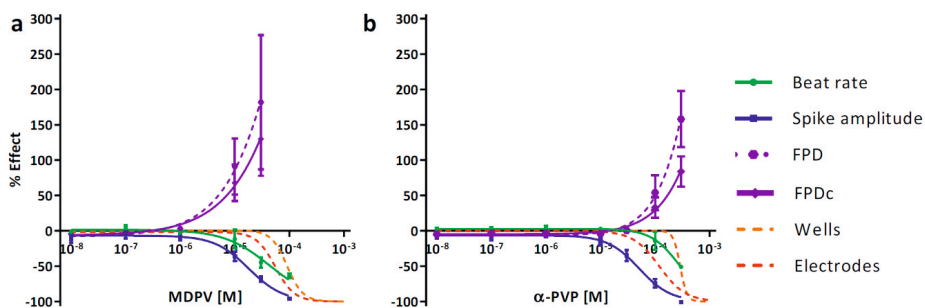 a
b
300
250
200
150
100
50
0
-50
-100
% Effect
10⁻⁸ 10⁻⁷ 10⁻⁶ 10⁻⁵ 10⁻⁴ 10⁻³
MDPV [M]
300
250
200
150
100
50
0
-50
-100
10⁻⁸ 10⁻⁷ 10⁻⁶ 10⁻⁵ 10⁻⁴ 10⁻³
α-PVP [M]
Beat rate
Spike amplitude
FPD
FPDc
Wells
Electrodes